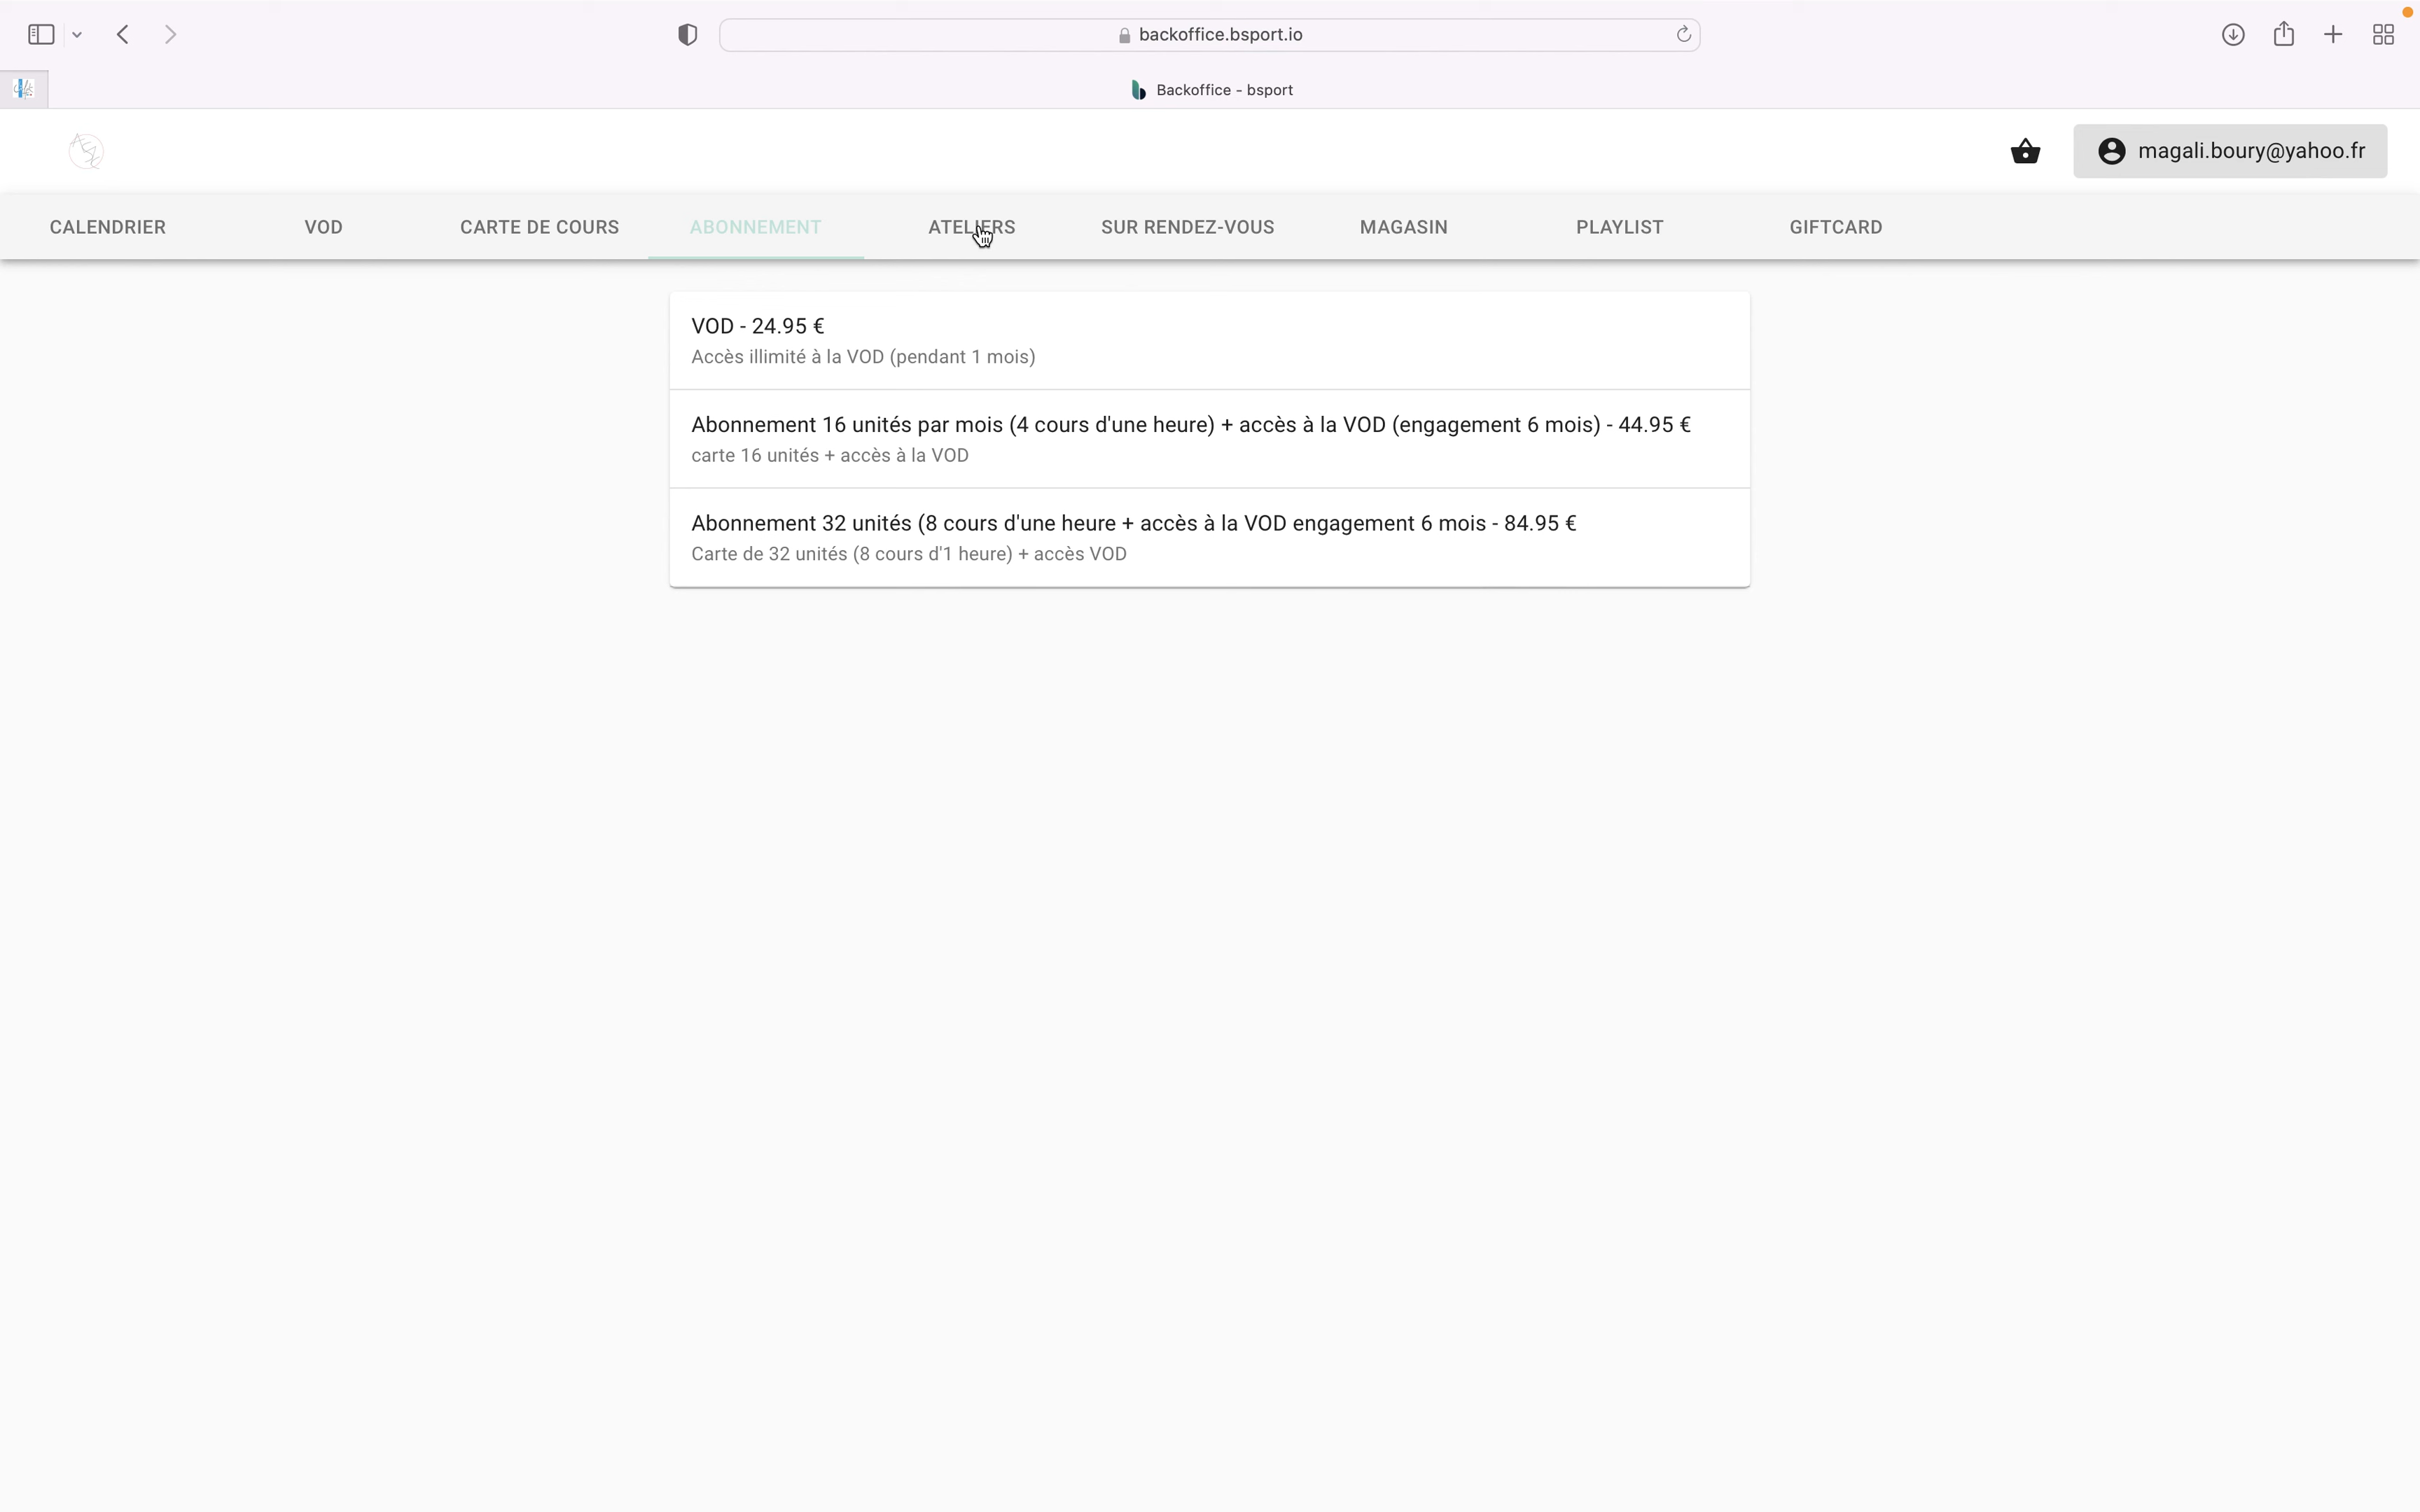 backoffice.bsport.io
Backoffice - bsport
magali.boury@yahoo.fr
CALENDRIER VOD CARTE DE COURS ABONNEMENT ATELIERS SUR RENDEZ-VOUS MAGASIN PLAYLIST GIFTCARD
VOD - 24.95 €
Accès illimité à la VOD (pendant 1 mois)
Abonnement 16 unités par mois (4 cours d'une heure) + accès à la VOD (engagement 6 mois) - 44.95 €
carte 16 unités + accès à la VOD
Abonnement 32 unités (8 cours d'une heure + accès à la VOD engagement 6 mois - 84.95 €
Carte de 32 unités (8 cours d'1 heure) + accès VOD